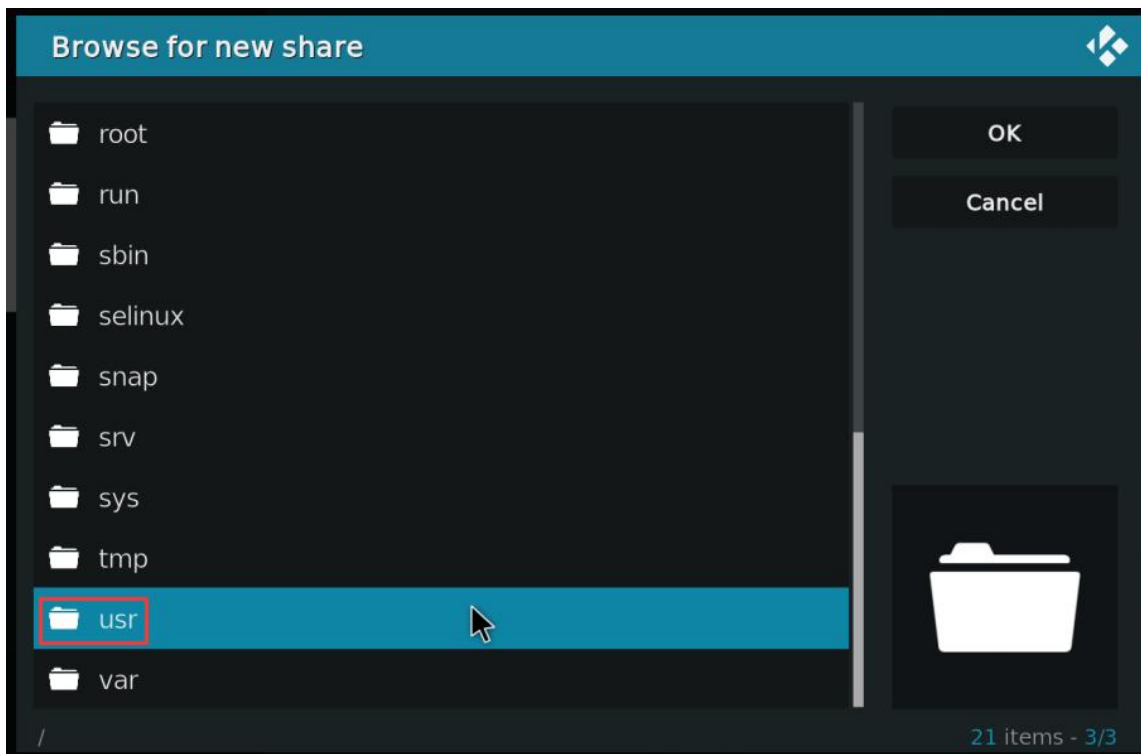 Browse for new share
root
run
sbin
selinux
snap
srv
sys
tmp
usr
var
OK
Cancel
/
21 items - 3/3